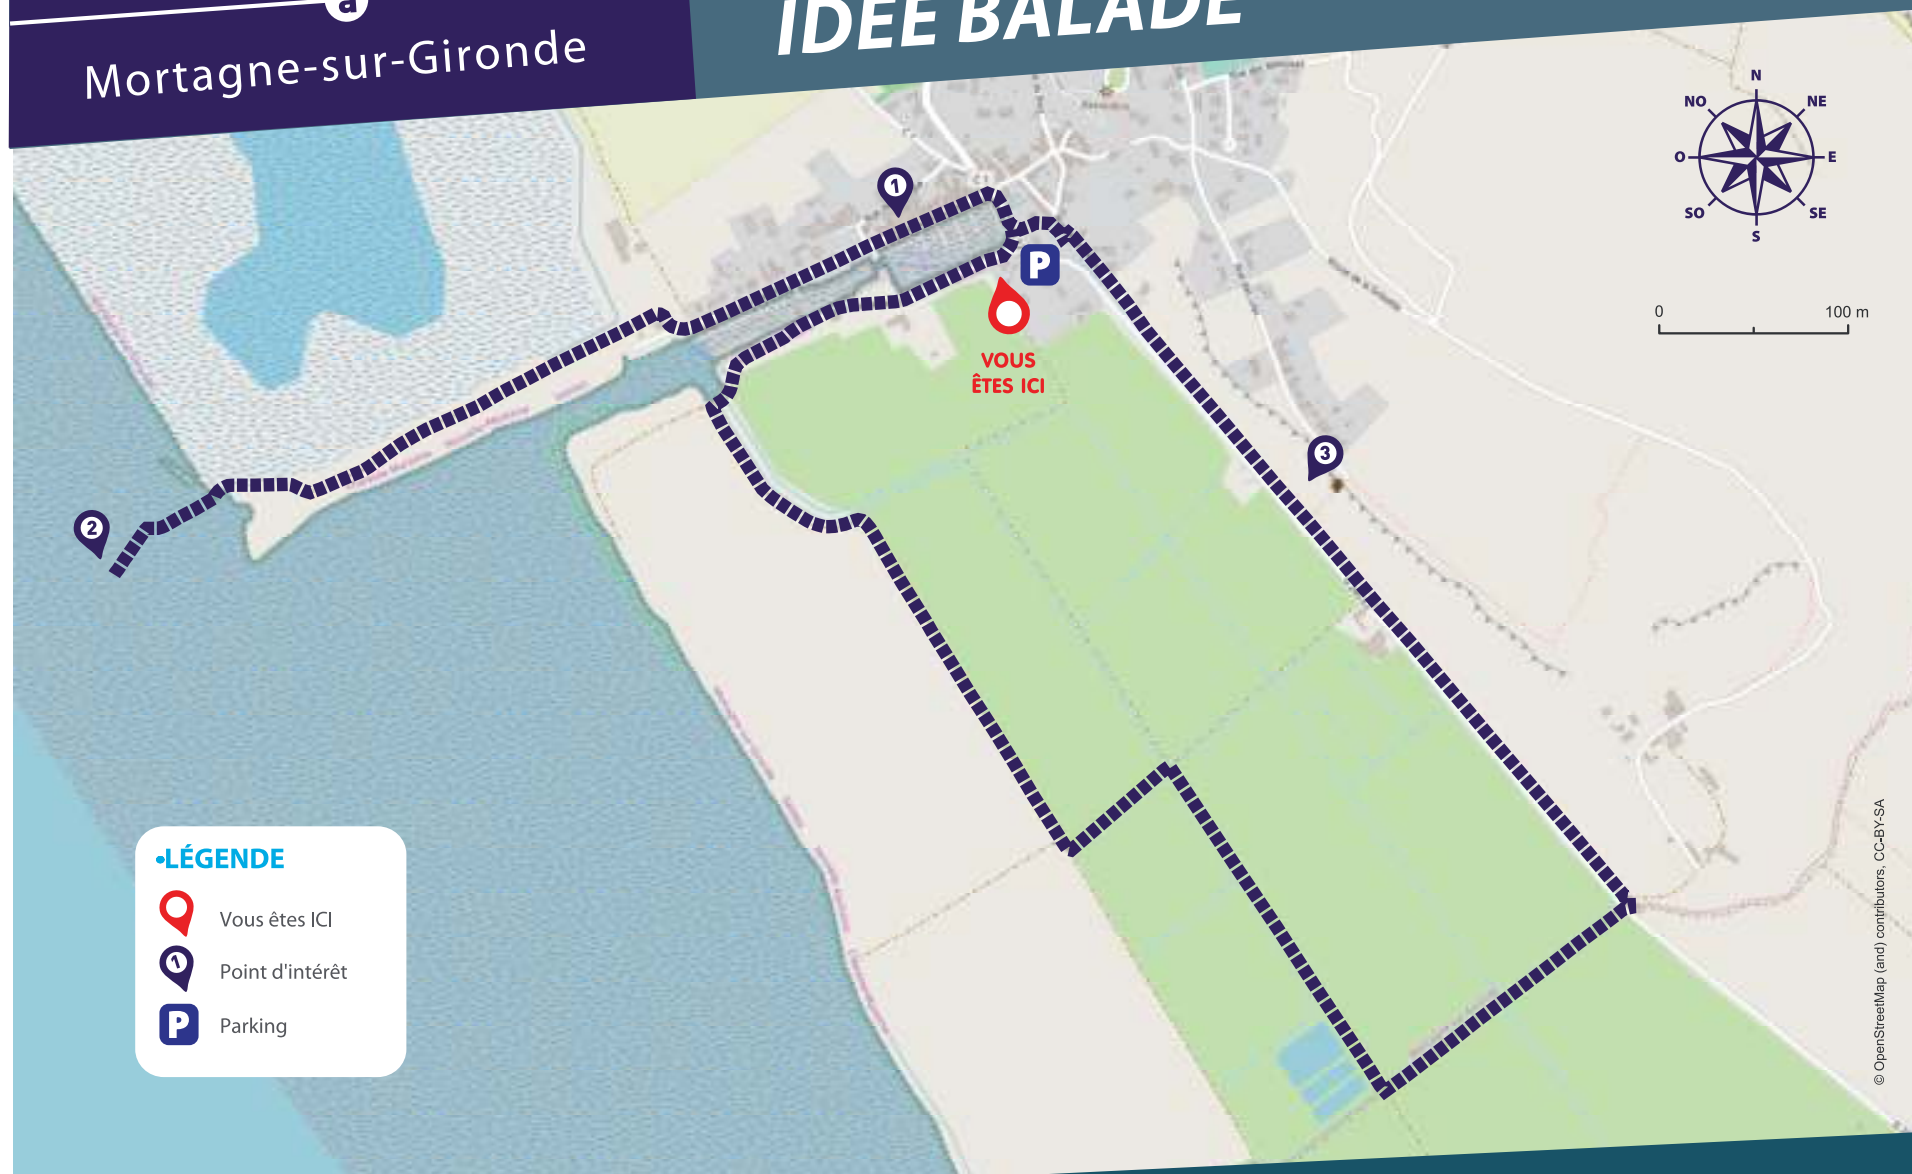 a
IDÉE BALADE
Mortagne-sur-Gironde
N
NO
NE
O
E
SO
SE
S
1
P
0
100 m
VOUS
ÊTES ICI
3
2
•LÉGENDE
Vous êtes ICI
1
Point d'intérêt
P
Parking
© OpenStreetMap (and) contributors, CC-BY-SA